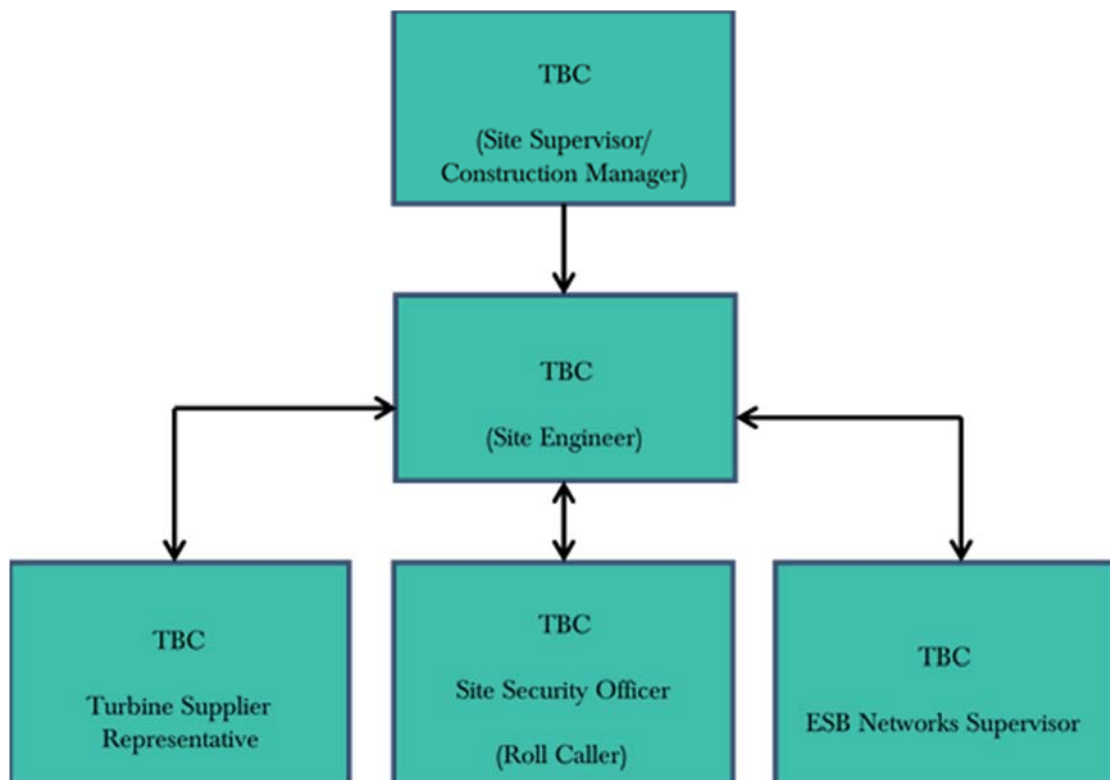 TBC
(Site Supervisor/
Construction Manager)
TBC
(Site Engineer)
TBC
Turbine Supplier
Representative
TBC
Site Security Officer
(Roll Caller)
TBC
ESB Networks Supervisor